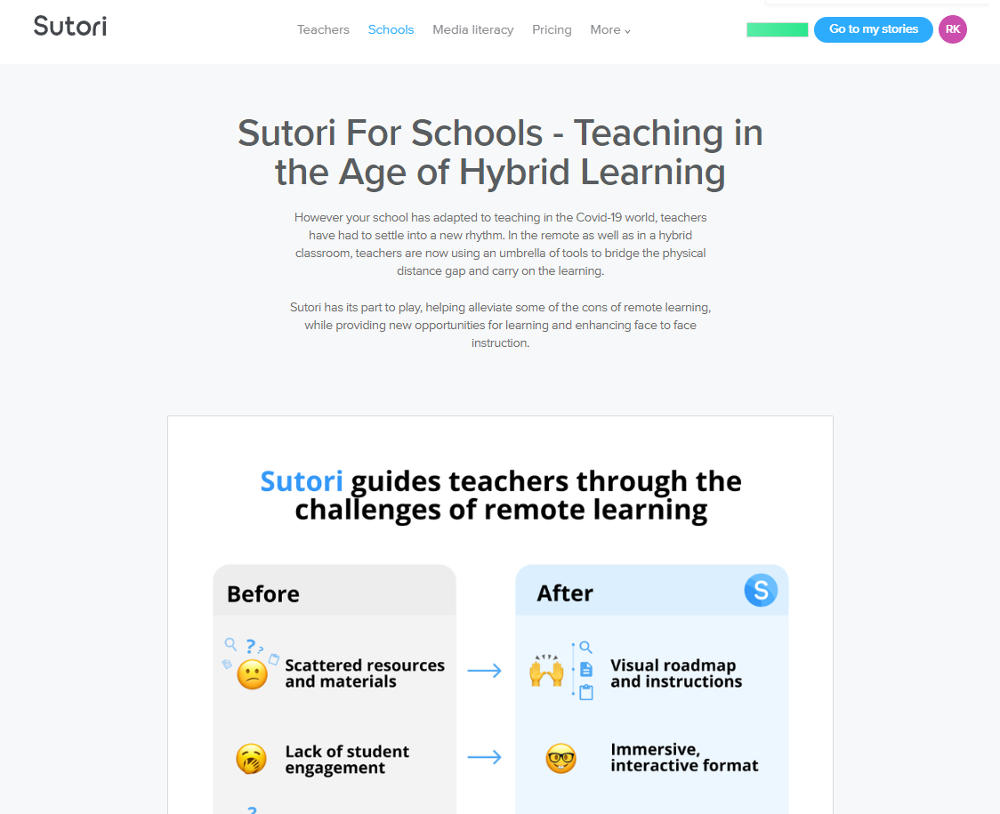 Sutori
Teachers
Schools
Media literacy
Pricing
More
Go to my stories
RK
Sutori For Schools - Teaching in
the Age of Hybrid Learning
However your school has adapted to teaching in the Covid-19 world, teachers
have had to settle into a new rhythm. In the remote as well as in a hybrid
classroom, teachers are now using an umbrella of tools to bridge the physical
distance gap and carry on the learning.
Sutori has its part to play, helping alleviate some of the cons of remote learning,
while providing new opportunities for learning and enhancing face to face
instruction.
Sutori guides teachers through the
challenges of remote learning
Before
After
S
? ?
Scattered resources
and materials
Visual roadmap
and instructions
Lack of student
engagement
Immersive,
interactive format
?